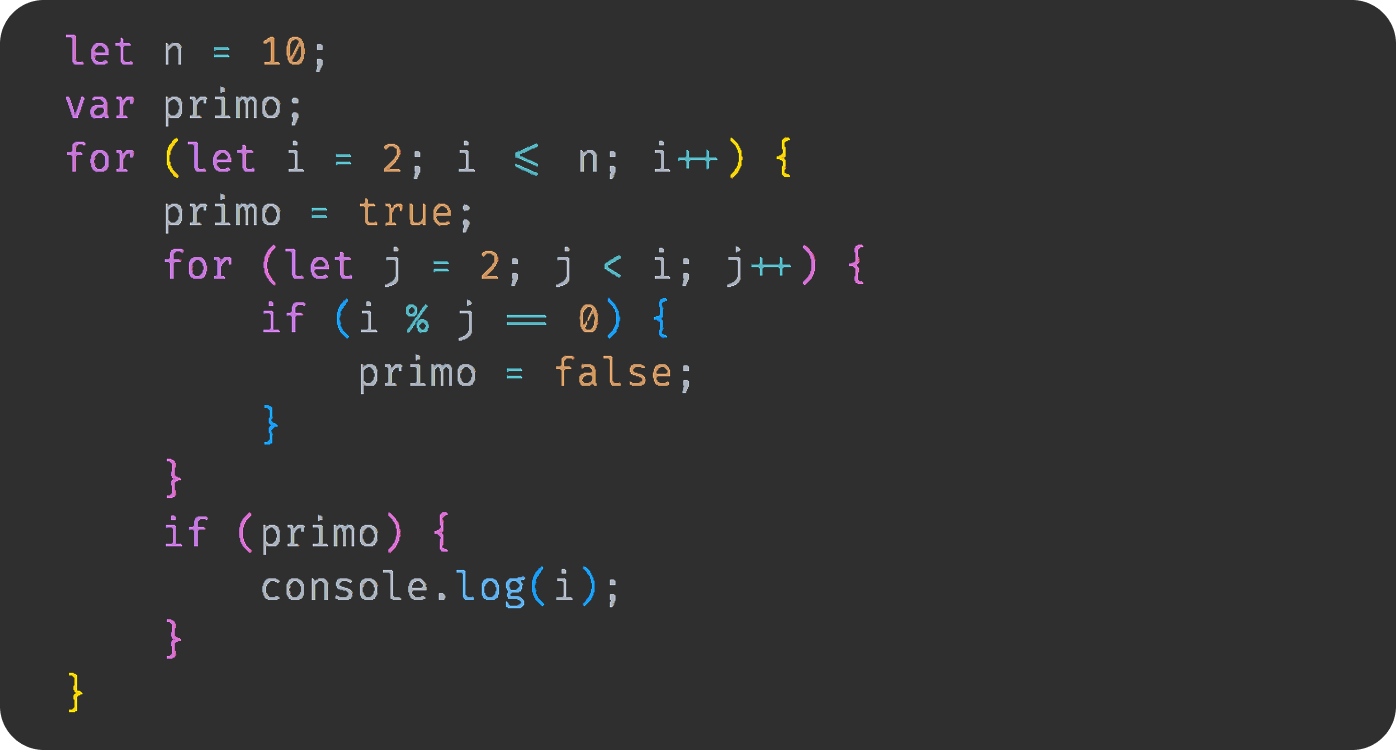 let n = 10;
var primo;
for (let i = 2; i <= n; i++) {
    primo = true;
    for (let j = 2; j < i; j++) {
        if (i % j == 0) {
            primo = false;
        }
    }
    if (primo) {
        console.log(i);
    }
}